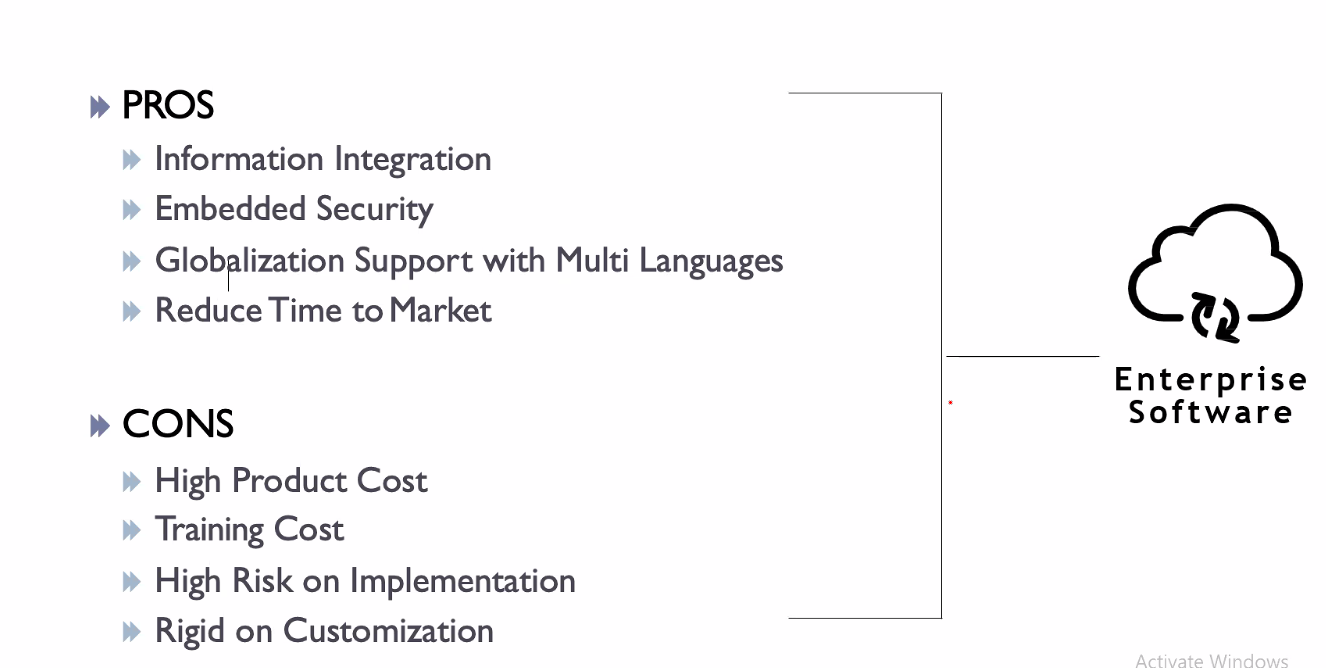 PROS
Information Integration
Embedded Security
Globalization Support with Multi Languages
Reduce Time to Market
CONS
High Product Cost
Training Cost
High Risk on Implementation
Rigid on Customization
Enterprise
Software
Activate Windows